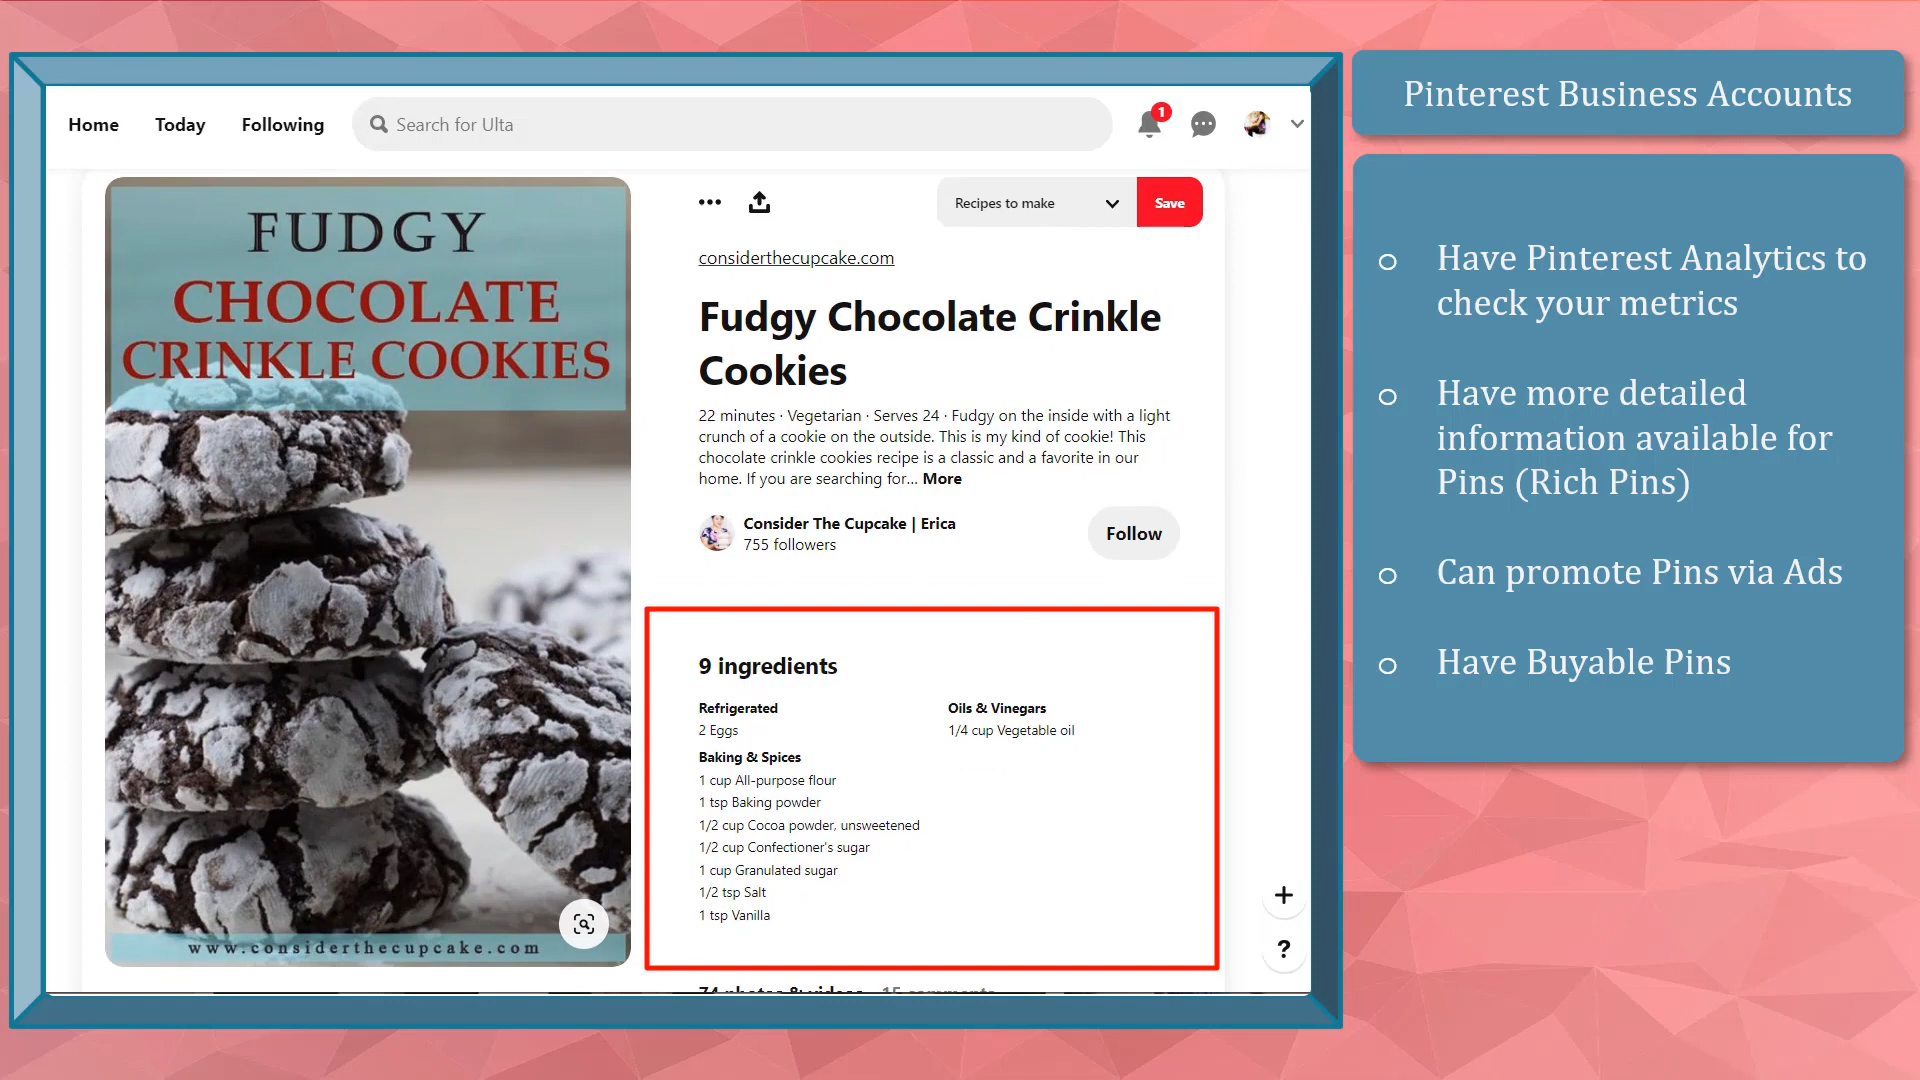 Home
Today
Following
Search for Ulta
1
FUDGY
CHOCOLATE
CRINKLE COOKIES
www.considerthecupcake.com
Recipes to make
Save
considerthecupcake.com
Fudgy Chocolate Crinkle
Cookies
22 minutes · Vegetarian · Serves 24 · Fudgy on the inside with a light
crunch of a cookie on the outside. This is my kind of cookie! This
chocolate crinkle cookies recipe is a classic and a favorite in our
home. If you are searching for... More
Consider The Cupcake | Erica
755 followers
Follow
9 ingredients
Refrigerated
2 Eggs
Baking & Spices
1 cup All-purpose flour
1 tsp Baking powder
1/2 cup Cocoa powder, unsweetened
1/2 cup Confectioner's sugar
1 cup Granulated sugar
1/2 tsp Salt
1 tsp Vanilla
Oils & Vinegars
1/4 cup Vegetable oil
74 photos & videos 15 comments
+
?
Pinterest Business Accounts
Have Pinterest Analytics to
check your metrics
Have more detailed
information available for
Pins (Rich Pins)
Can promote Pins via Ads
Have Buyable Pins